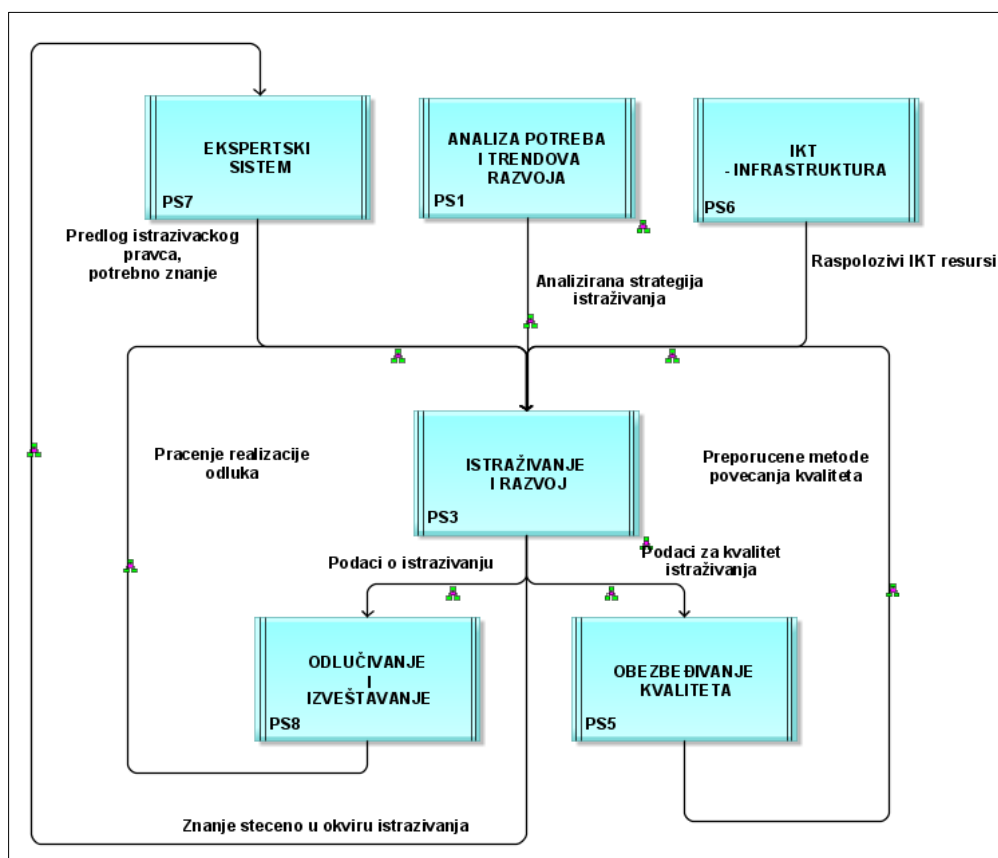 EKSPERTSKI
SISTEM
PS7
ANALIZA POTREBA
I TRENDOVA
RAZVOJA
PS1
IKT
- INFRASTRUKTURA
PS6
Predlog istrazivackog
pravca,
potrebno znanje
Analizirana strategija
istraživanja
Raspolozivi IKT resursi
Pracenje realizacije
odluka
ISTRAŽIVANJE
I RAZVOJ
PS3
Preporucene metode
povecanja kvaliteta
Podaci o istrazivanju
Podaci za kvalitet
istraživanja
ODLUČIVANJE
I
IZVEŠTAVANJE
PS8
OBEZBEĐIVANJE
KVALITETA
PS5
Znanje steceno u okviru istrazivanja